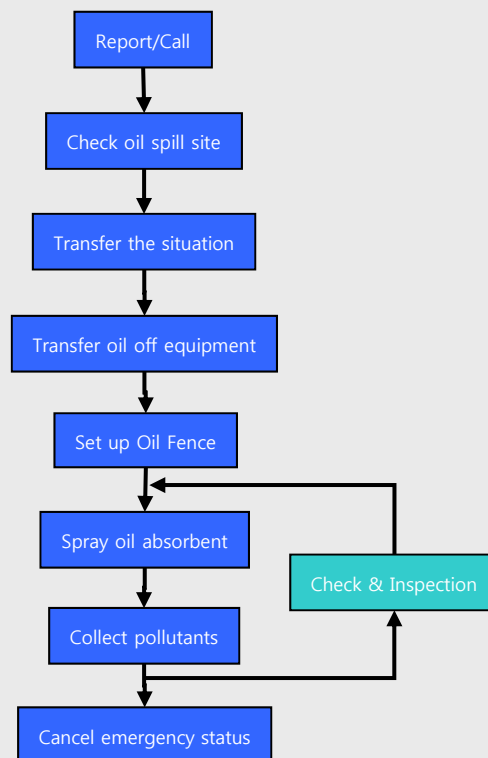 Report/Call
Check oil spill site
Transfer the situation
Transfer oil off equipment
Set up Oil Fence
Spray oil absorbent
Check & Inspection
Collect pollutants
Cancel emergency status